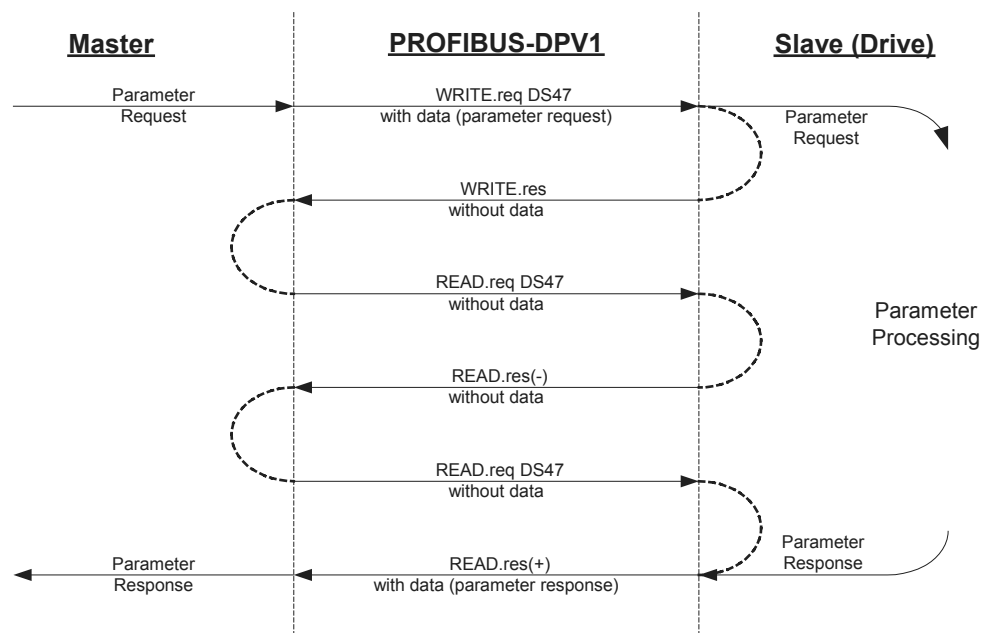 Master
PROFIBUS-DPV1
Slave (Drive)
Parameter
Request
WRITE.req DS47
with data (parameter request)
Parameter
Request
WRITE.res
without data
READ.req DS47
without data
Parameter
Processing
READ.res(-)
without data
READ.req DS47
without data
Parameter
Response
READ.res(+)
with data (parameter response)
Parameter
Response